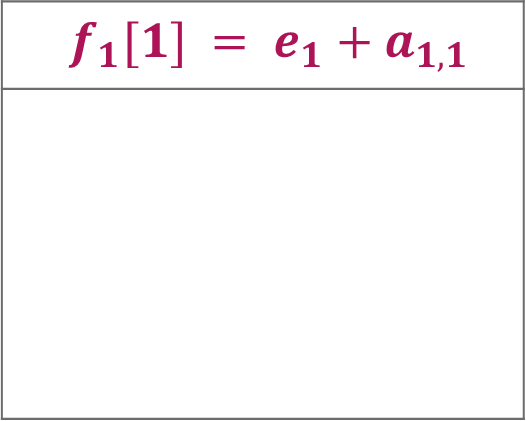 f₁[1] = e₁ + a₁,₁